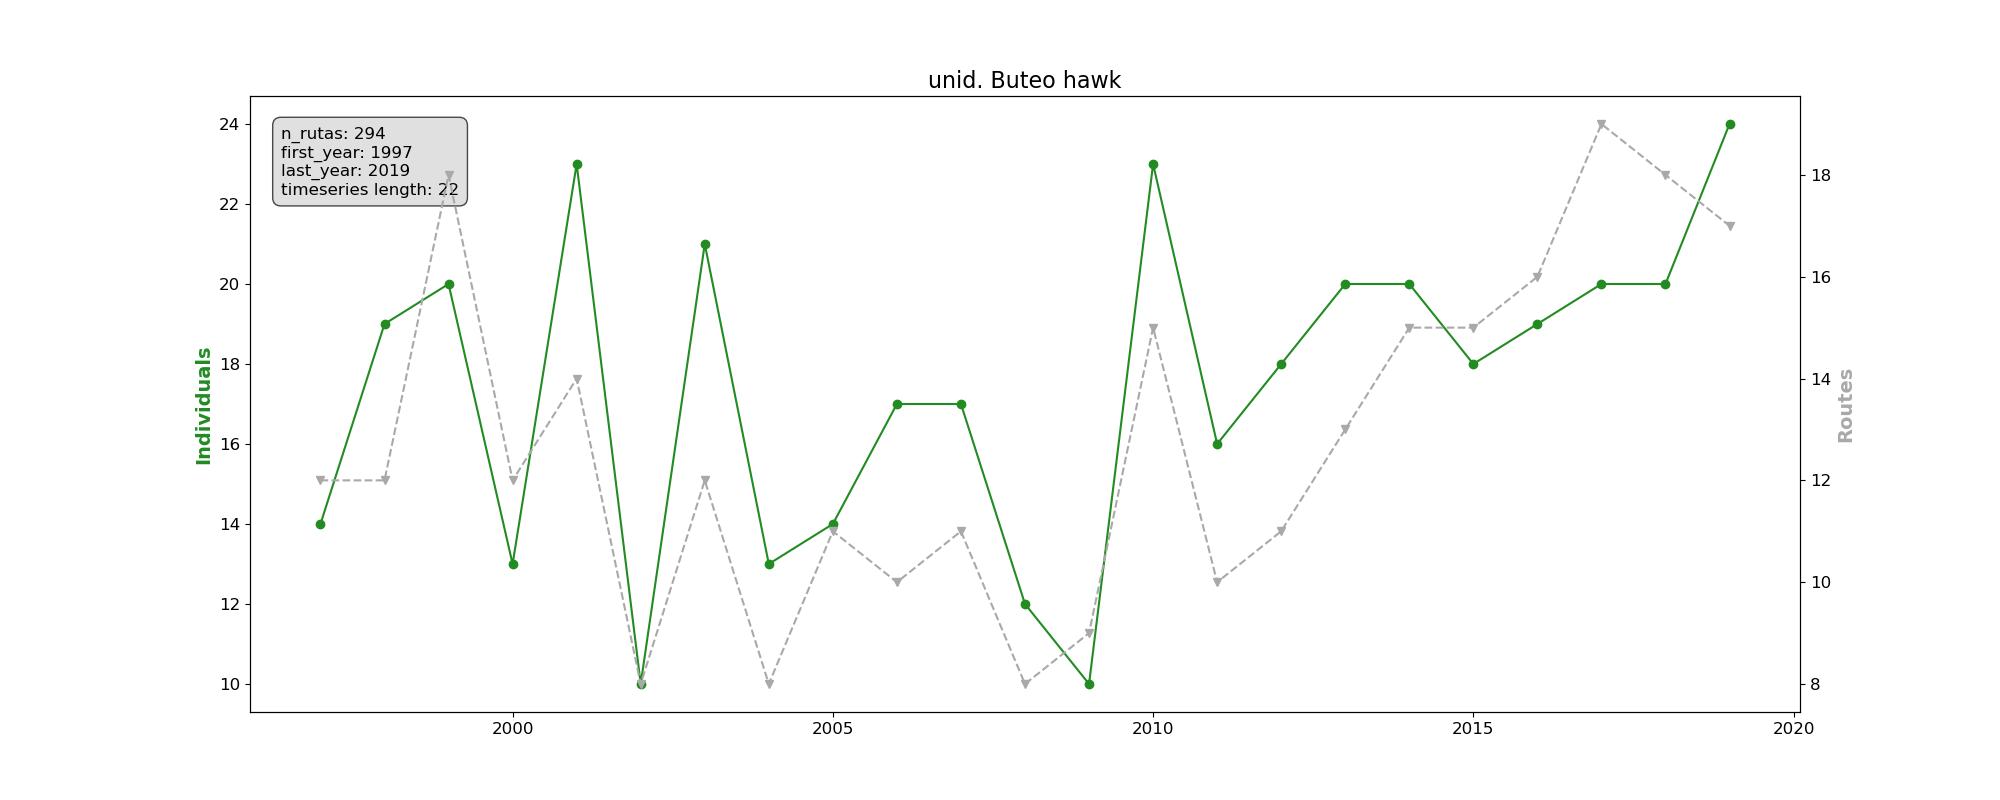 unid. Buteo hawk
n_rutas: 294
first_year: 1997
last_year: 2019
timeseries length: 22
24
22
20
18
16
14
12
10
Individuals
18
16
14
12
10
8
Routes
2000
2005
2010
2015
2020